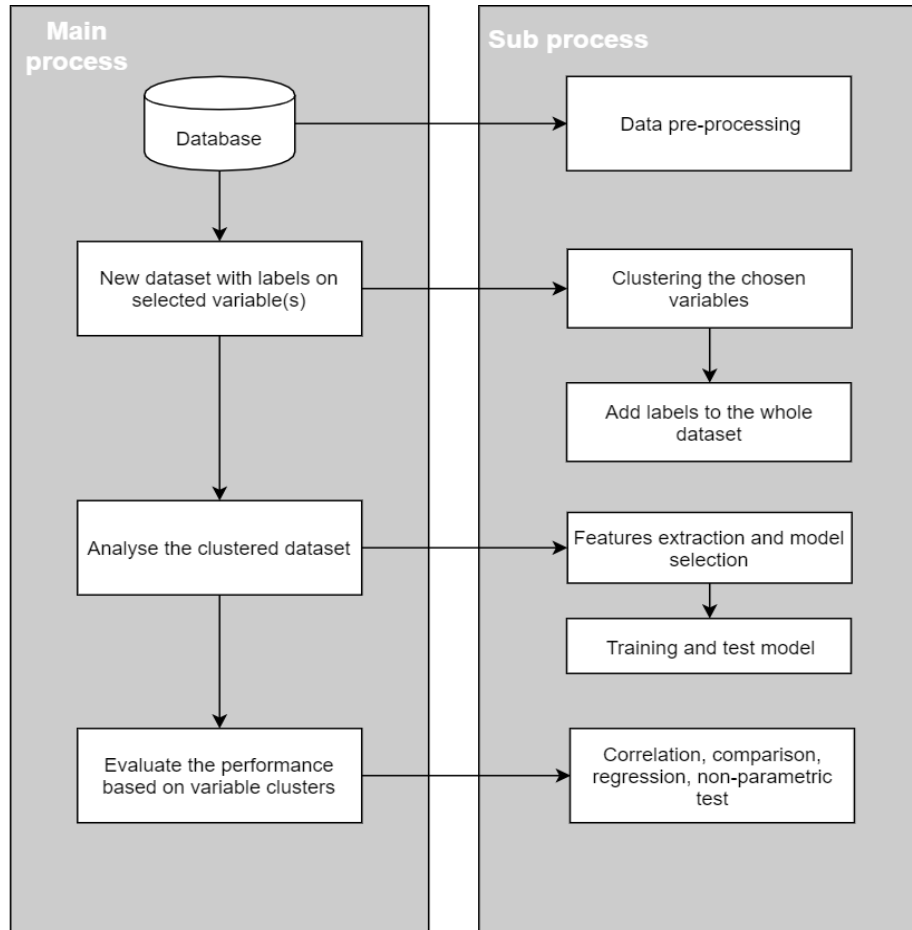 Main
process
Sub process
Database
Data pre-processing
New dataset with labels on
selected variable(s)
Clustering the chosen
variables
Add labels to the whole
dataset
Analyse the clustered dataset
Features extraction and model
selection
Training and test model
Evaluate the performance
based on variable clusters
Correlation, comparison,
regression, non-parametric
test